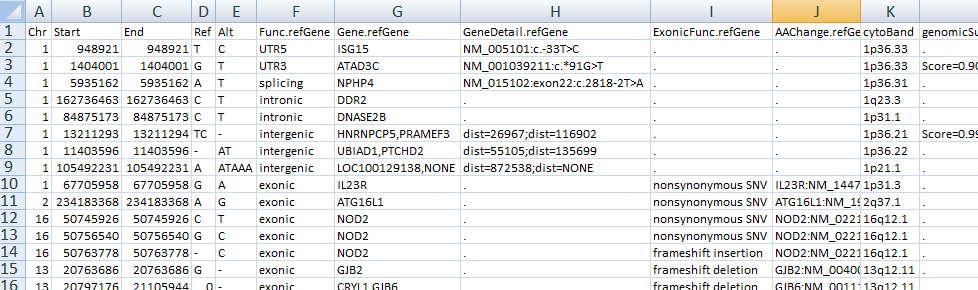 A B C D E F G H I J K
1 Chr Start End Ref Alt Func.refGene Gene.refGene GeneDetail.refGene ExonicFunc.refGene AAChange.refGe cytoBand genomicSu
2 1 948921 948921 T C UTR5 ISG15 NM_005101:c.-33T>C . . 1p36.33 .
3 1 1404001 1404001 G T UTR3 ATAD3C NM_001039211:c.*91G>T . . 1p36.33 Score=0.90
4 1 5935162 5935162 A T splicing NPHP4 NM_015102:exon22:c.2818-2T>A . . 1p36.31 .
5 1 162736463 162736463 C T intronic DDR2 . . . 1q23.3 .
6 1 84875173 84875173 C T intronic DNASE2B . . . 1p31.1 .
7 1 13211293 13211294 TC - intergenic HNRNPCP5,PRAMEF3 dist=26967;dist=116902 . . 1p36.21 Score=0.99
8 1 11403596 11403596 - AT intergenic UBIAD1,PTCHD2 dist=55105;dist=135699 . . 1p36.22 .
9 1 105492231 105492231 A ATAAA intergenic LOC100129138,NONE dist=872538;dist=NONE . . 1p21.1 .
10 1 67705958 67705958 G A exonic IL23R . nonsynonymous SNV IL23R:NM_1447 1p31.3 .
11 2 234183368 234183368 A G exonic ATG16L1 . nonsynonymous SNV ATG16L1:NM_19 2q37.1 .
12 16 50745926 50745926 C T exonic NOD2 . nonsynonymous SNV NOD2:NM_0221 16q12.1 .
13 16 50756540 50756540 G C exonic NOD2 . nonsynonymous SNV NOD2:NM_0221 16q12.1 .
14 16 50763778 50763778 - C exonic NOD2 . frameshift insertion NOD2:NM_0221 16q12.1 .
15 13 20763686 20763686 G - exonic GJB2 . frameshift deletion GJB2:NM_0040 13q12.11 .
16 13 20797176 21105944 0 - exonic CRYL1,GJB6 . frameshift deletion GJB6:NM_0011 13q12.11 .